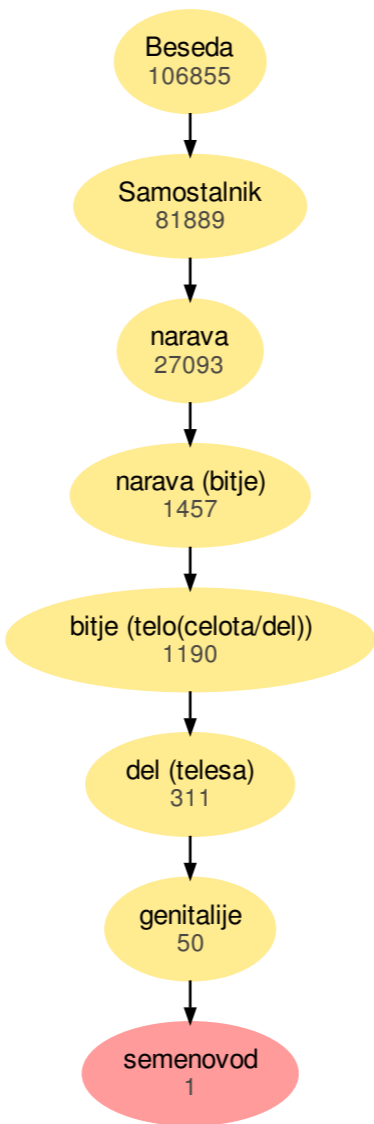 Beseda
106855
Samostalnik
81889
narava
27093
narava (bitje)
1457
bitje (telo(celota/del))
1190
del (telesa)
311
genitalije
50
semenovod
1